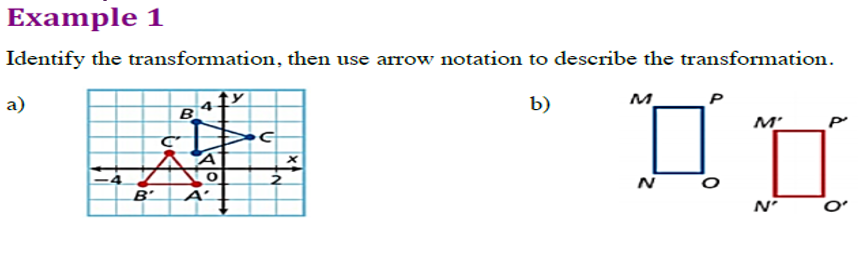 Example 1
Identify the transformation, then use arrow notation to describe the transformation.
a)
b)
y
4
B
C'
C
A
x
-4
0
2
B'
A'
M
P
M'
P'
N
O
N'
O'